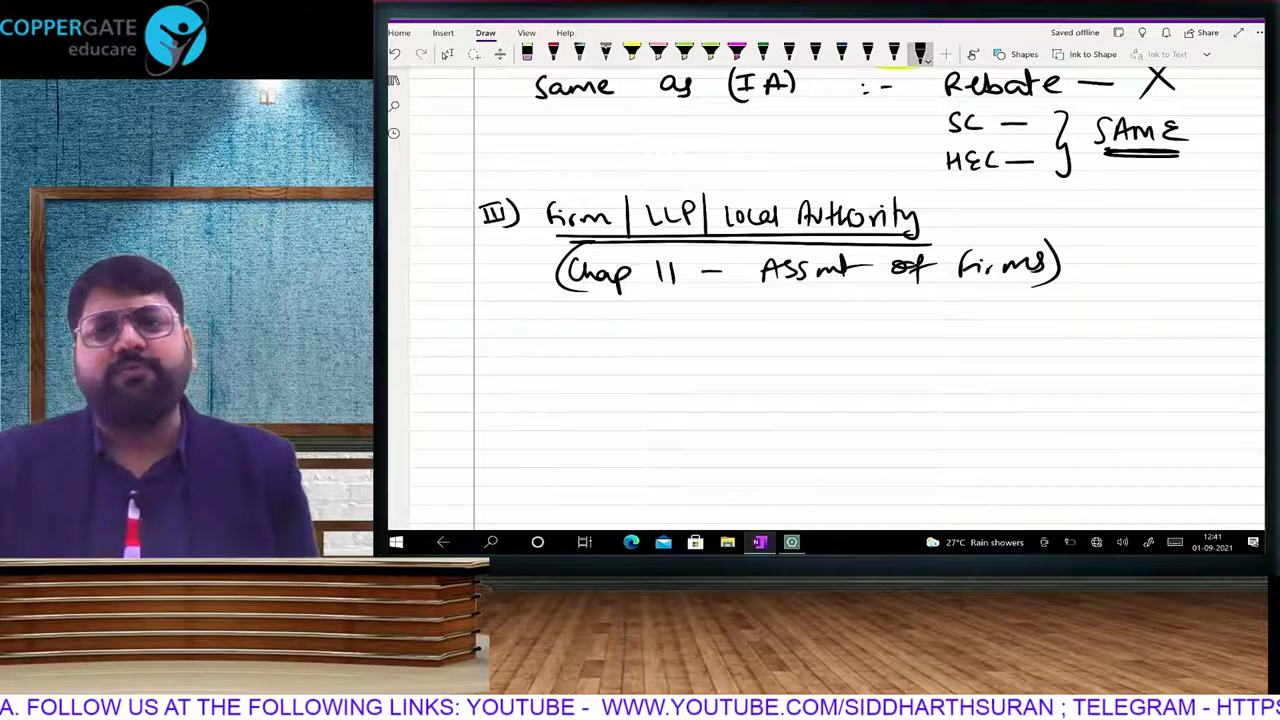 COPPERGATE
educare
Home Insert Draw View Help
Saved offline
Share
Shapes
Ink to Shape
Ink to Text
Same as (IA) :- Rebate — X
SC —
HEC —
SAME
III) Firm | LLP | Local Authority
(Chap 11 - Assmt of Firms)
27°C Rain showers
12:41
01-09-2021
A. FOLLOW US AT THE FOLLOWING LINKS: YOUTUBE - WWW.YOUTUBE.COM/SIDDHARTHSURAN ; TELEGRAM - HTTPS